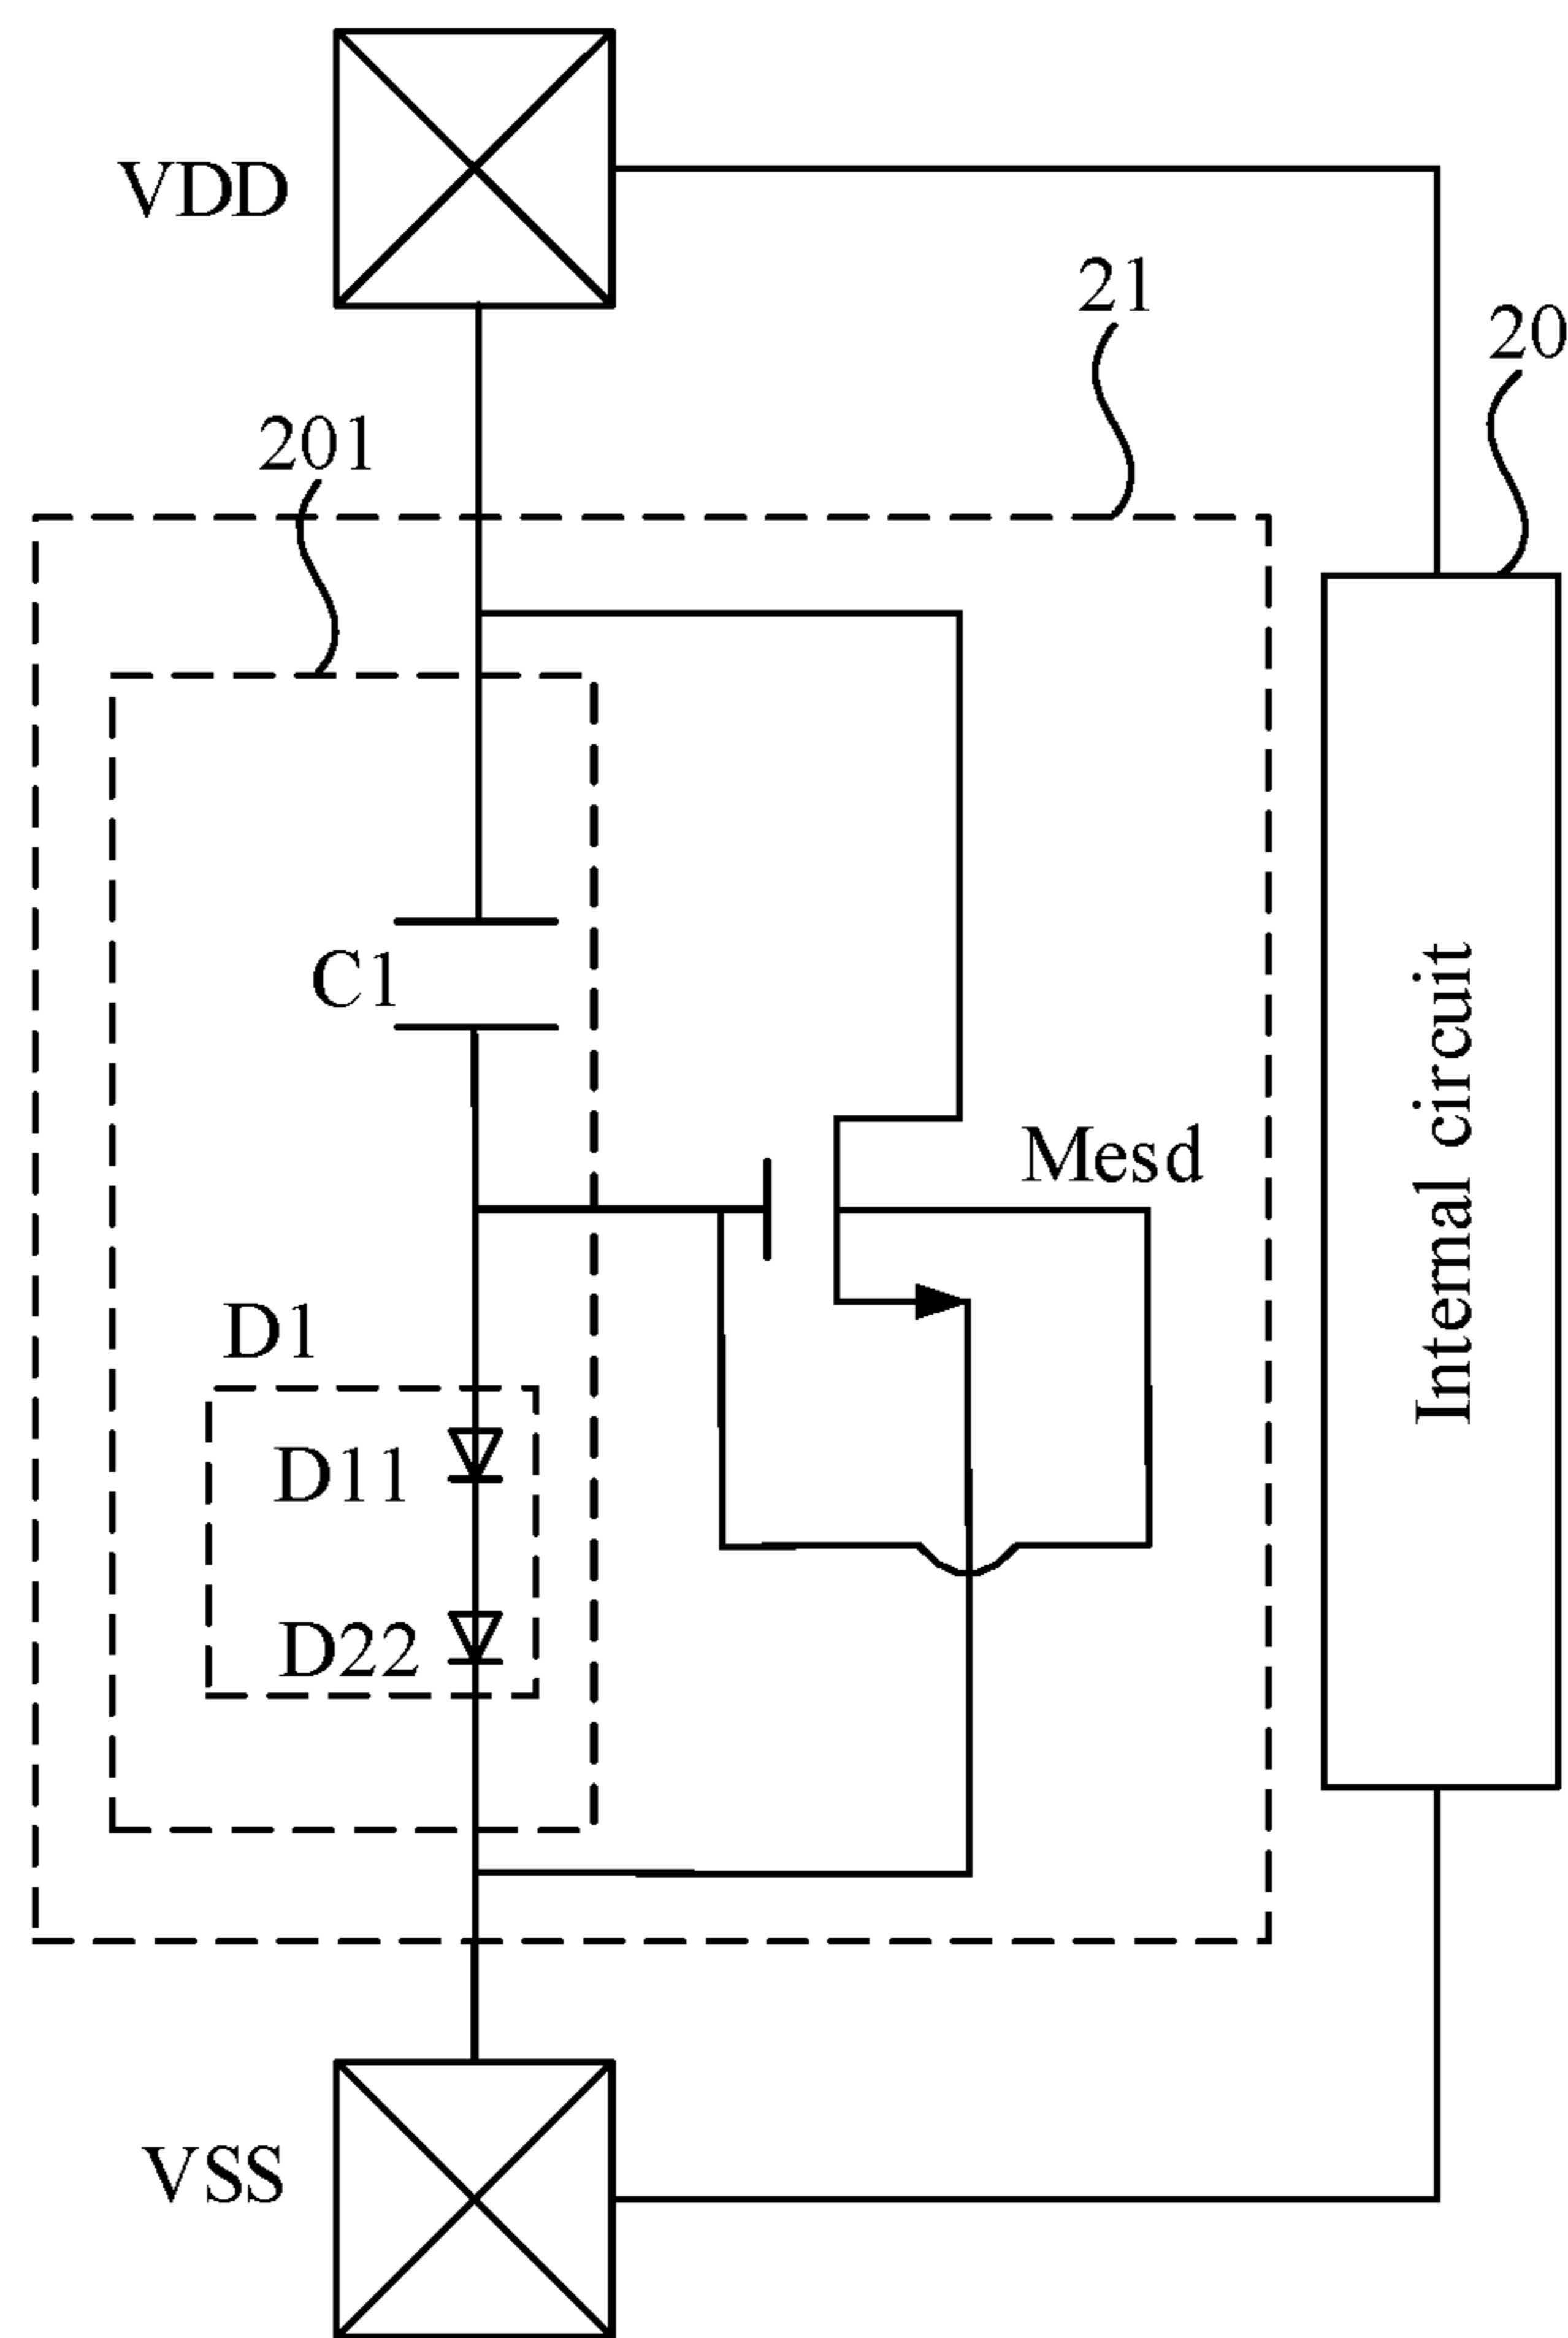 VDD
21
20
201
C1
Mesd
Internal circuit
D1
D11
D22
VSS